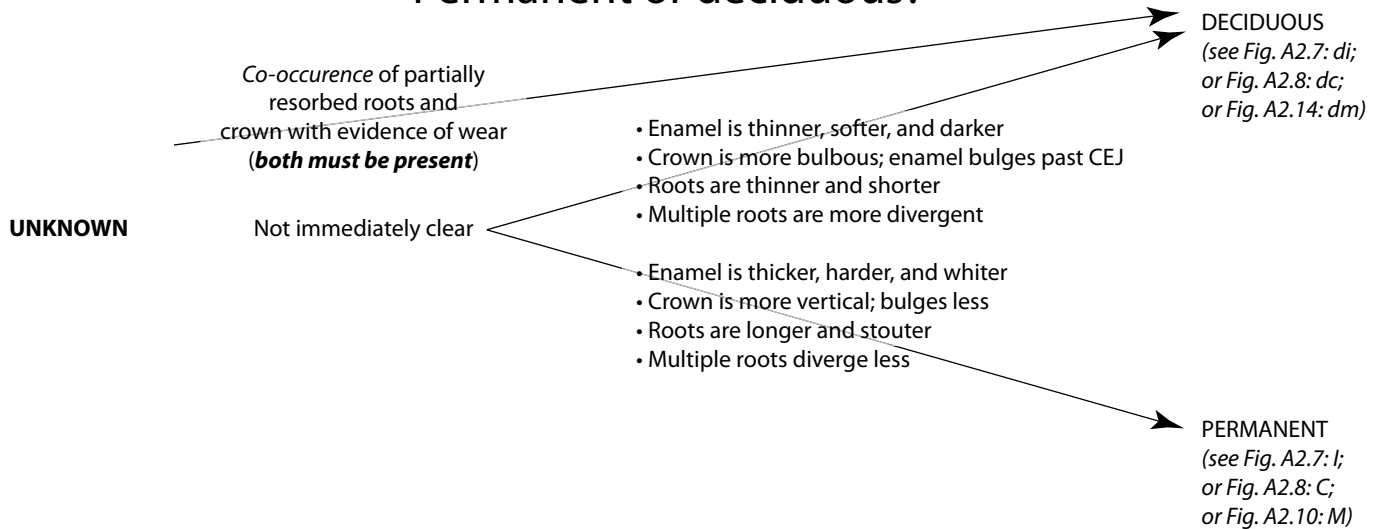 Permanent or deciduous?
DECIDUOUS
(see Fig. A2.7: di;
or Fig. A2.8: dc;
or Fig. A2.14: dm)
Co-occurence of partially
resorbed roots and
crown with evidence of wear
(both must be present)
• Enamel is thinner, softer, and darker
• Crown is more bulbous; enamel bulges past CEJ
• Roots are thinner and shorter
• Multiple roots are more divergent
UNKNOWN
Not immediately clear
• Enamel is thicker, harder, and whiter
• Crown is more vertical; bulges less
• Roots are longer and stouter
• Multiple roots diverge less
PERMANENT
(see Fig. A2.7: I;
or Fig. A2.8: C;
or Fig. A2.10: M)